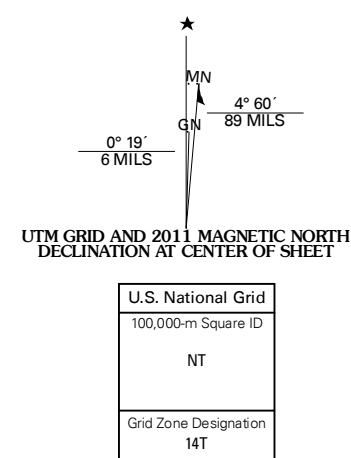 MN
4° 60´
89 MILS
GN
0° 19´
6 MILS
UTM GRID AND 2011 MAGNETIC NORTH
DECLINATION AT CENTER OF SHEET
U.S. National Grid
100,000-m Square ID
NT
Grid Zone Designation
14T